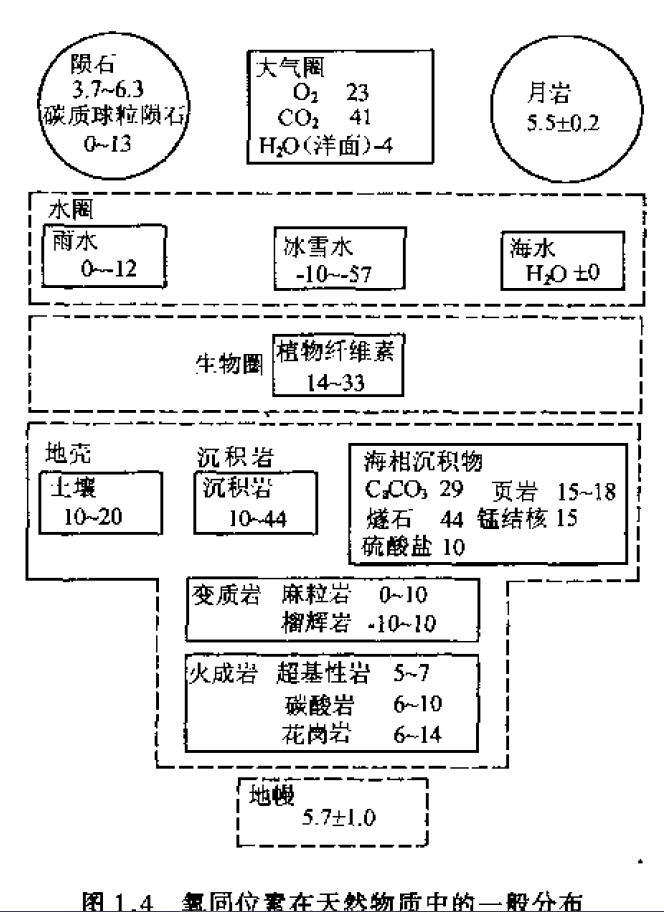 陨石
3.7~6.3
碳质球粒陨石
0~13
大气圈
O₂ 23
CO₂ 41
H₂O(洋面)-4
月岩
5.5±0.2
水圈
雨水
0~-12
冰雪水
-10~-57
海水
H₂O ±0
生物圈
植物纤维素
14~33
地壳
土壤
10~20
沉积岩
沉积岩
10~44
海相沉积物
CaCO₃ 29 页岩 15~18
燧石 44 锰结核 15
硫酸盐 10
变质岩 麻粒岩 0~10
榴辉岩 -10~10
火成岩 超基性岩 5~7
碳酸岩 6~10
花岗岩 6~14
地幔
5.7±1.0
图 1.4 氧同位素在天然物质中的一般分布